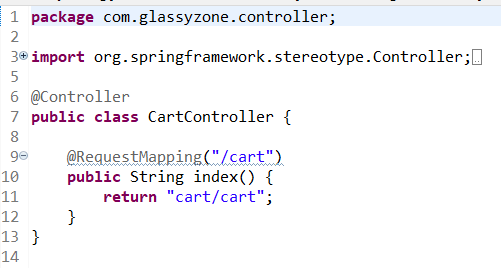 1 package com.glassyzone.controller;
2
3 import org.springframework.stereotype.Controller;
5
6 @Controller
7 public class CartController {
8
9     @RequestMapping("/cart")
10     public String index() {
11         return "cart/cart";
12     }
13 }
14